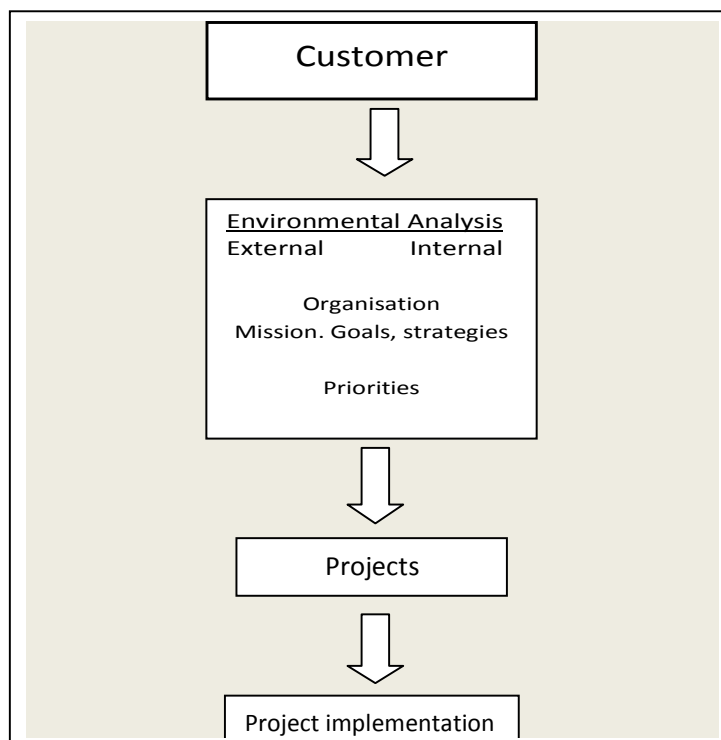 Customer
Environmental Analysis
External Internal
Organisation
Mission. Goals, strategies
Priorities
Projects
Project implementation